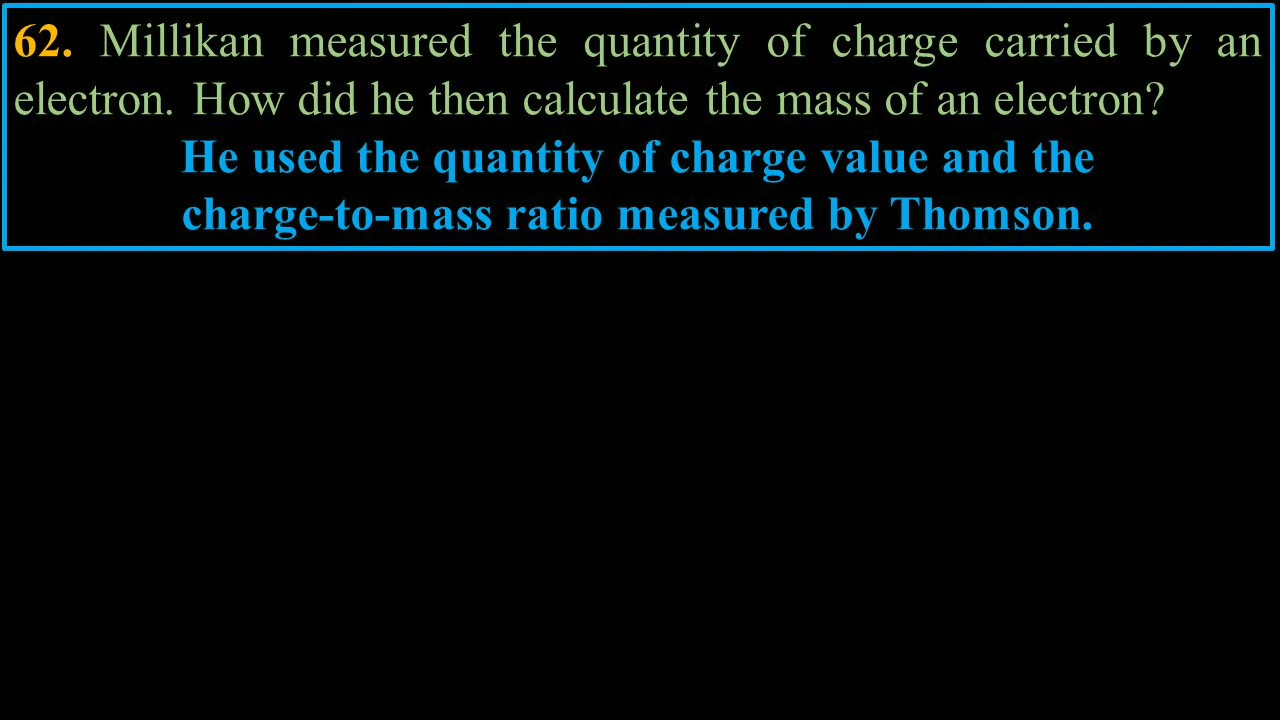 62. Millikan measured the quantity of charge carried by an
electron. How did he then calculate the mass of an electron?
He used the quantity of charge value and the
charge-to-mass ratio measured by Thomson.